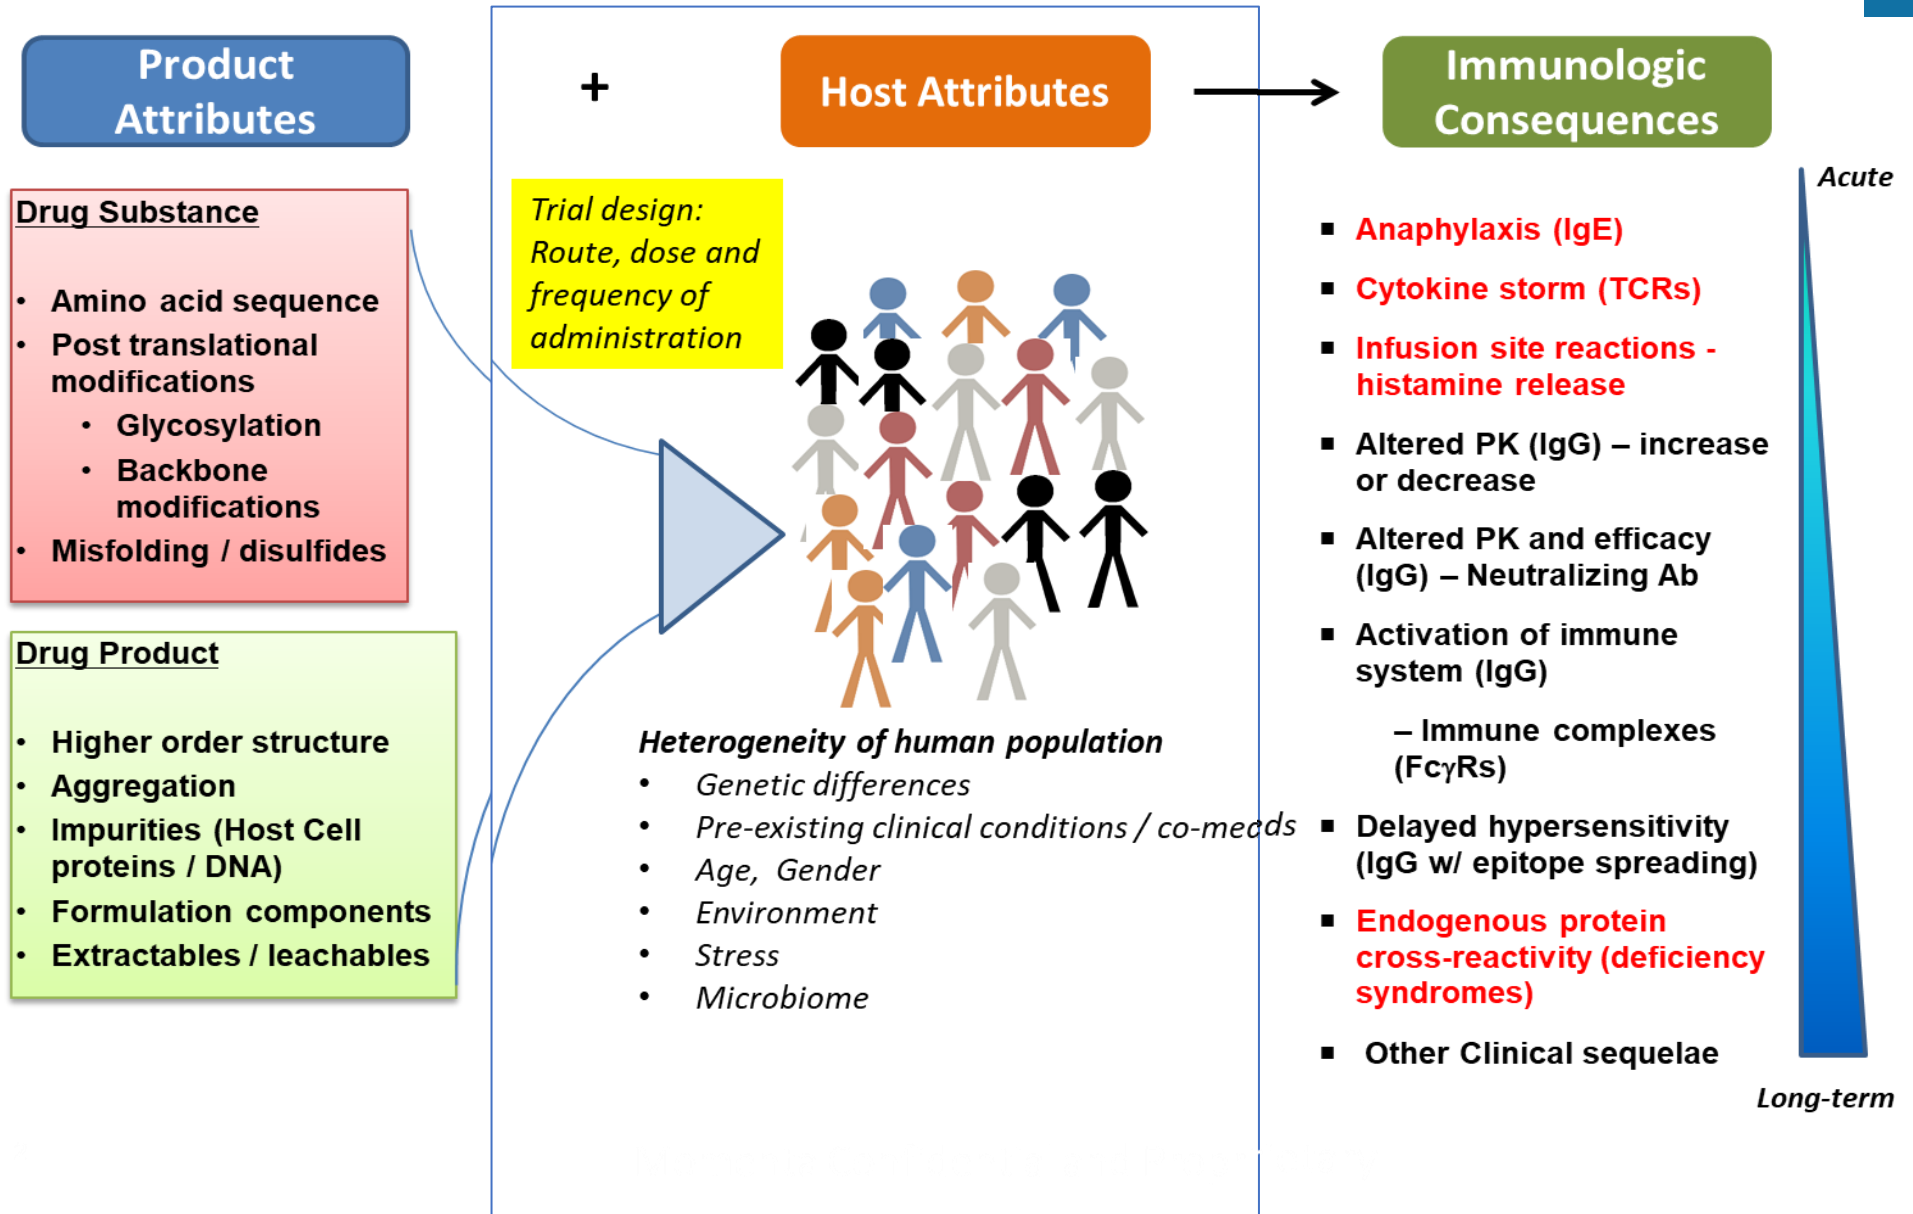 Product
Attributes
+
Host Attributes
Immunologic
Consequences
Drug Substance
• Amino acid sequence
• Post translational
modifications
• Glycosylation
• Backbone
modifications
• Misfolding / disulfides
Drug Product
• Higher order structure
• Aggregation
• Impurities (Host Cell
proteins / DNA)
• Formulation components
• Extractables / leachables
Trial design:
Route, dose and
frequency of
administration
Heterogeneity of human population
• Genetic differences
• Pre-existing clinical conditions / co-meds
• Age, Gender
• Environment
• Stress
• Microbiome
Acute
▪ Anaphylaxis (IgE)
▪ Cytokine storm (TCRs)
▪ Infusion site reactions -
histamine release
▪ Altered PK (IgG) – increase
or decrease
▪ Altered PK and efficacy
(IgG) – Neutralizing Ab
▪ Activation of immune
system (IgG)
– Immune complexes
(FcγRs)
▪ Delayed hypersensitivity
(IgG w/ epitope spreading)
▪ Endogenous protein
cross-reactivity (deficiency
syndromes)
▪ Other Clinical sequelae
Long-term